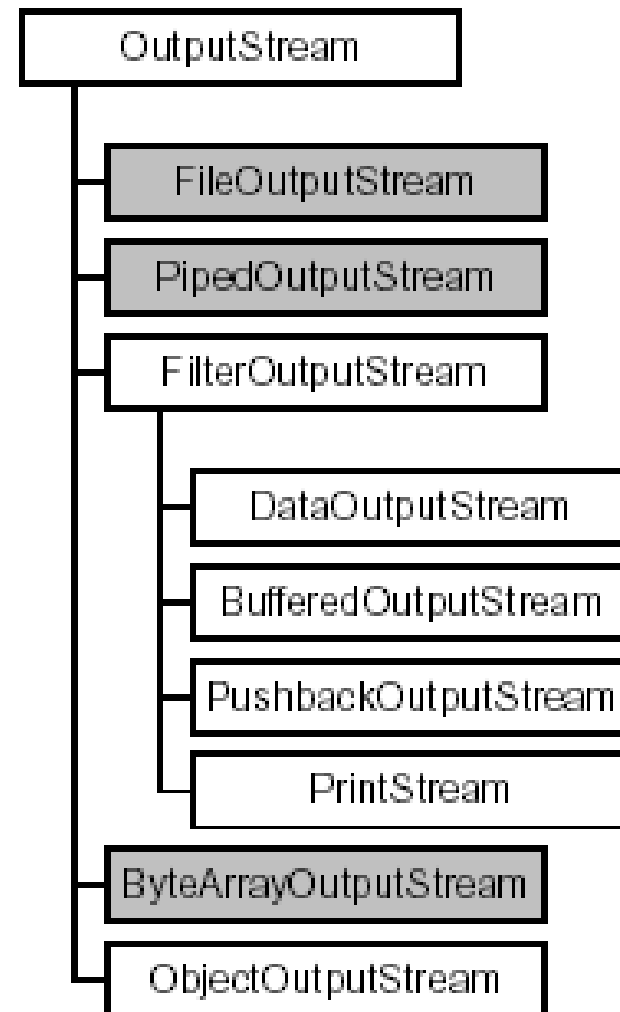 OutputStream
FileOutputStream
PipedOutputStream
FilterOutputStream
DataOutputStream
BufferedOutputStream
PushbackOutputStream
PrintStream
ByteArrayOutputStream
ObjectOutputStream